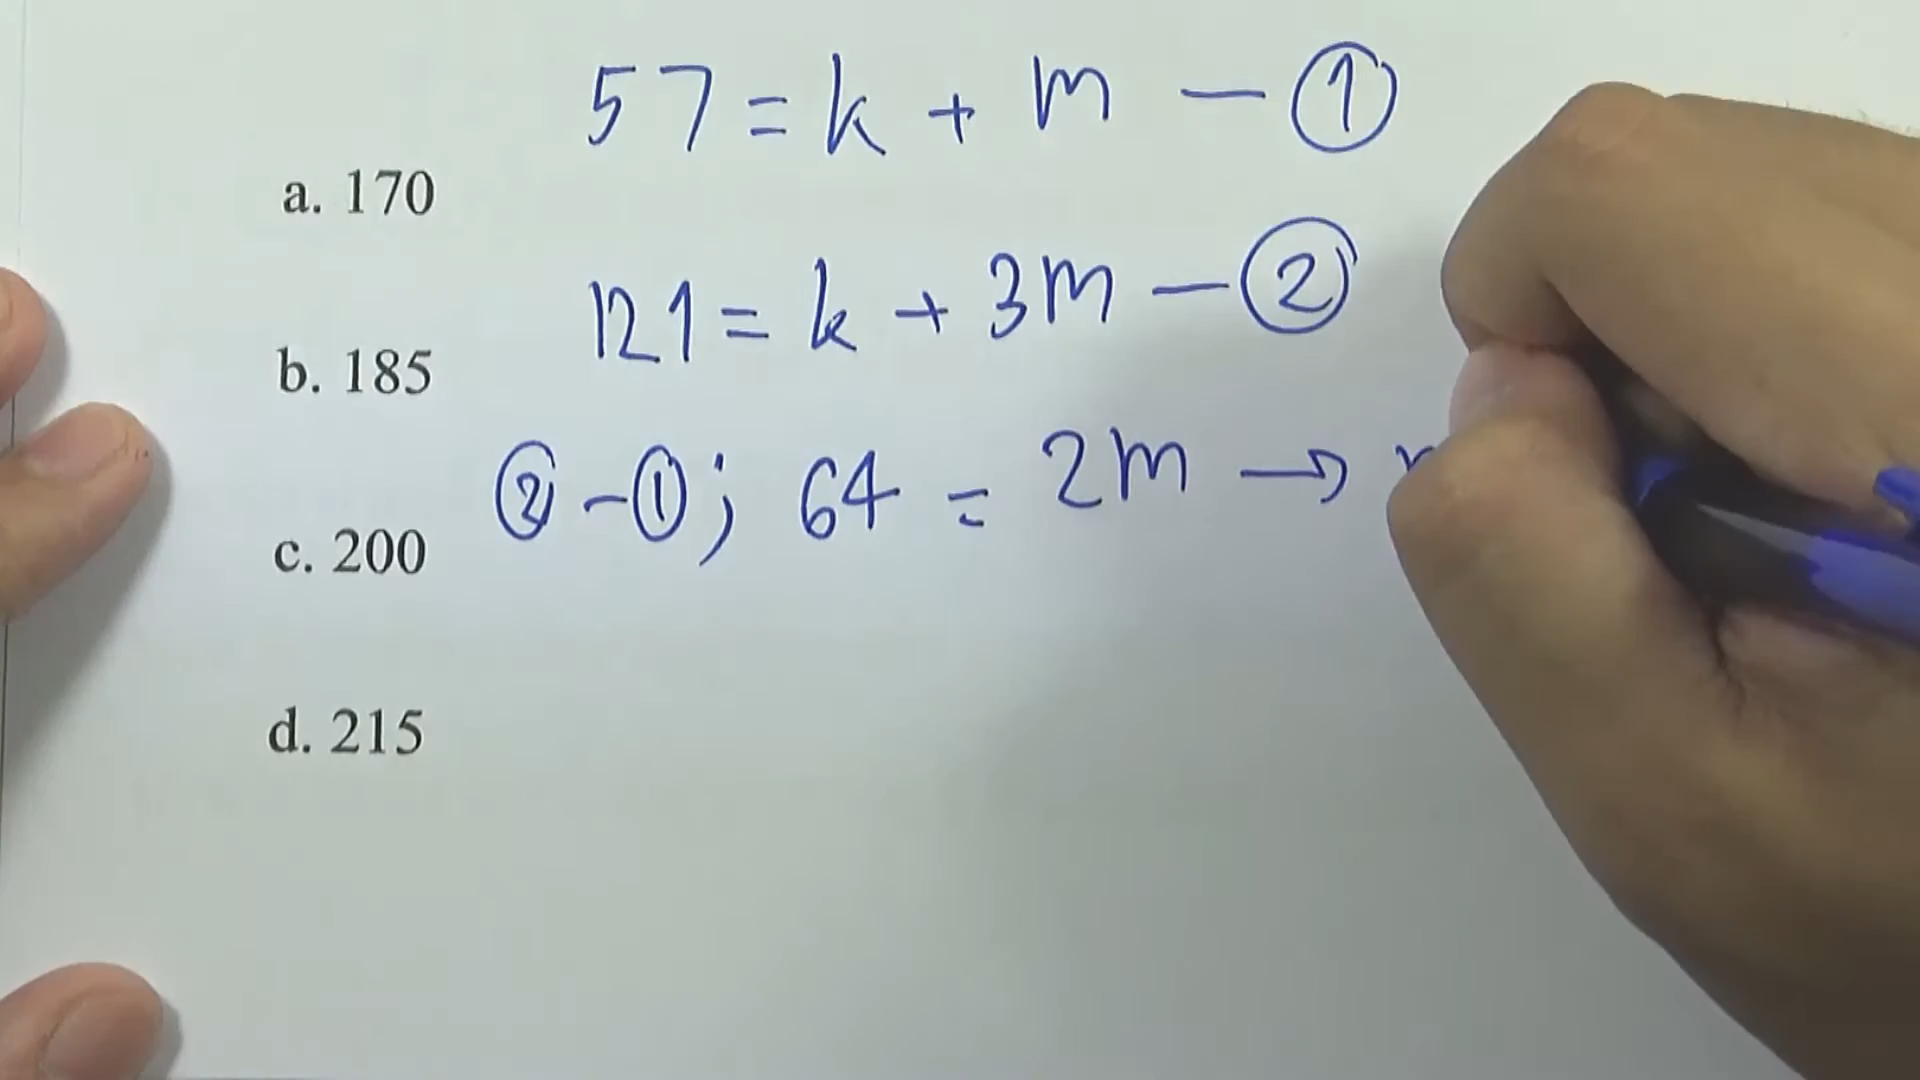 57 = k + m — ①
a. 170
121 = k + 3m — ②
b. 185
② - ① ; 64 = 2m →
c. 200
d. 215